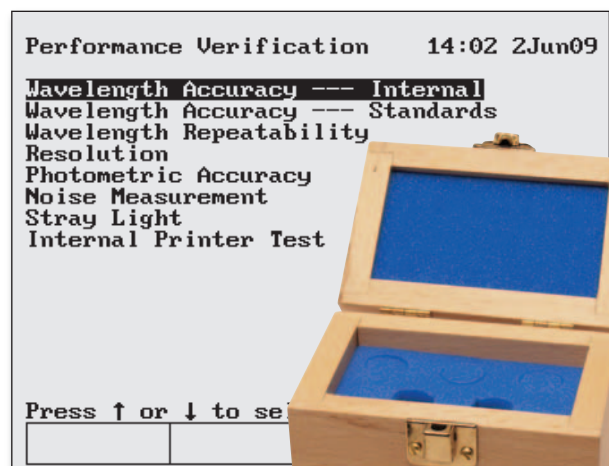 Performance Verification 14:02 2Jun09
Wavelength Accuracy --- Internal
Wavelength Accuracy --- Standards
Wavelength Repeatability
Resolution
Photometric Accuracy
Noise Measurement
Stray Light
Internal Printer Test
Press ↑ or ↓ to